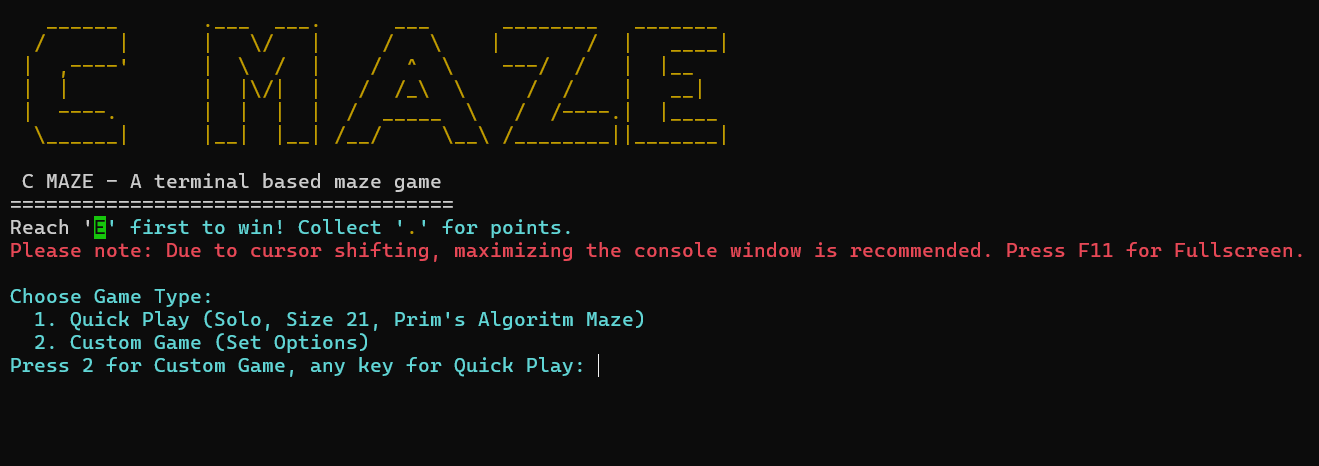 C MAZE
C MAZE - A terminal based maze game
=====================================
Reach 'E' first to win! Collect '.' for points.
Please note: Due to cursor shifting, maximizing the console window is recommended. Press F11 for Fullscreen.
Choose Game Type:
1. Quick Play (Solo, Size 21, Prim's Algoritm Maze)
2. Custom Game (Set Options)
Press 2 for Custom Game, any key for Quick Play: